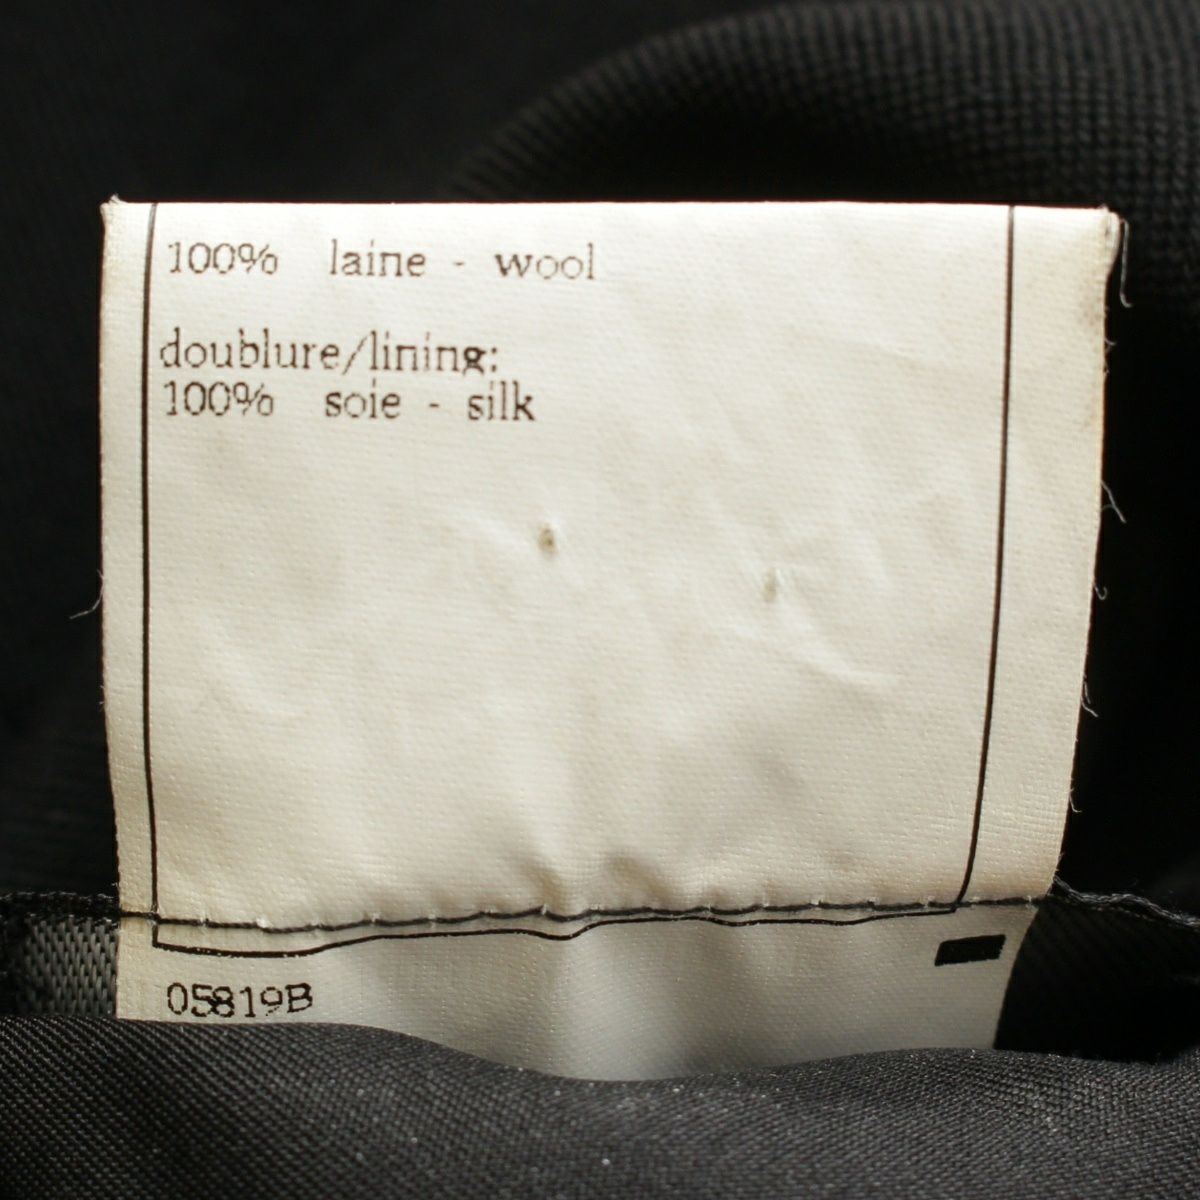 100% laine - wool
doublure/lining:
100% soie - silk
05819B